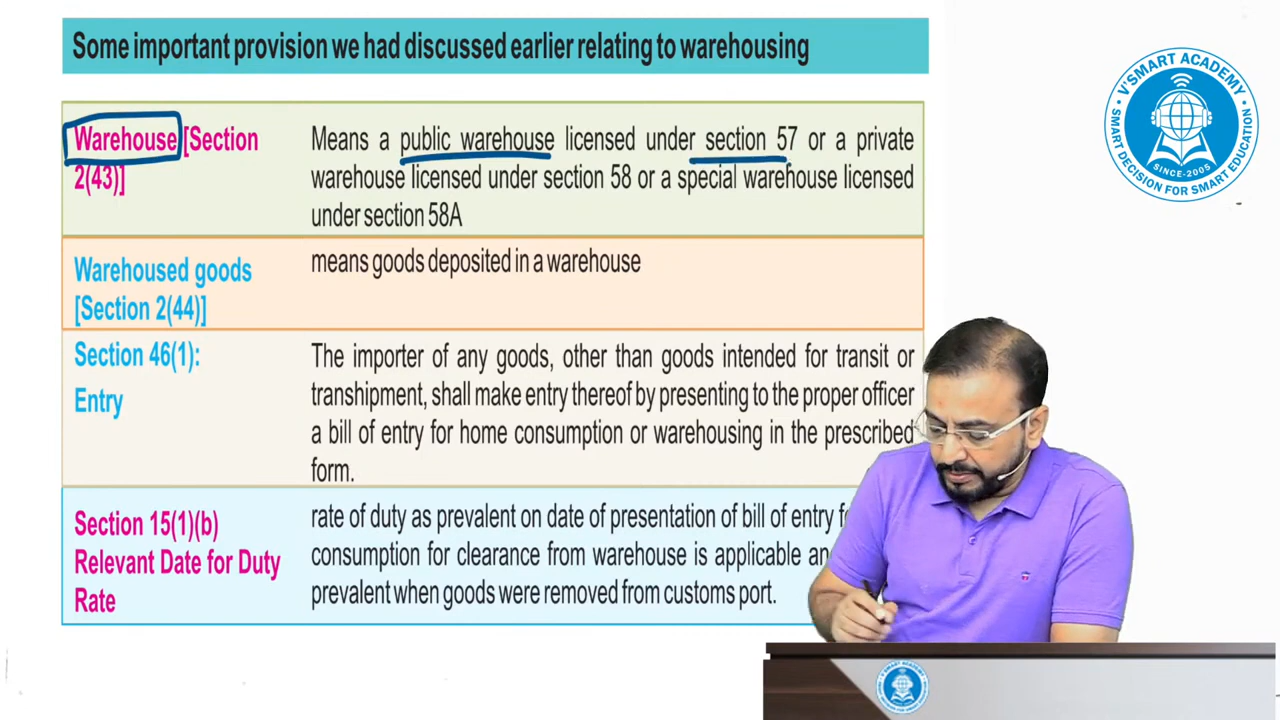 Some important provision we had discussed earlier relating to warehousing
Warehouse [Section
2(43)]
Means a public warehouse licensed under section 57 or a private
warehouse licensed under section 58 or a special warehouse licensed
under section 58A
Warehoused goods
[Section 2(44)]
means goods deposited in a warehouse
Section 46(1):
Entry
The importer of any goods, other than goods intended for transit or
transhipment, shall make entry thereof by presenting to the proper officer
a bill of entry for home consumption or warehousing in the prescribed
form.
Section 15(1)(b)
Relevant Date for Duty
Rate
rate of duty as prevalent on date of presentation of bill of entry
consumption for clearance from warehouse is applicable
prevalent when goods were removed from customs port.
V'SMART ACADEMY
SINCE-2005
SMART DECISION FOR SMART EDUCATION
V'SMART ACADEMY